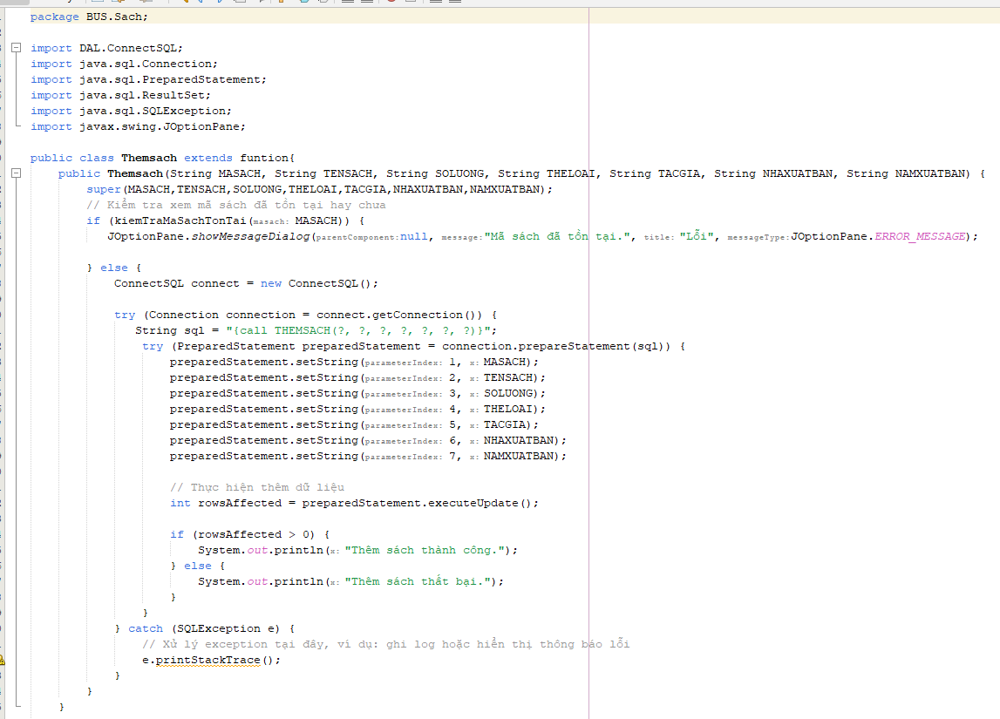 package BUS.Sach;
import DAL.ConnectSQL;
import java.sql.Connection;
import java.sql.PreparedStatement;
import java.sql.ResultSet;
import java.sql.SQLException;
import javax.swing.JOptionPane;
public class Themsach extends funtion{
public Themsach(String MASACH, String TENSACH, String SOLUONG, String THELOAI, String TACGIA, String NHAXUATBAN, String NAMXUATBAN) {
super(MASACH,TENSACH,SOLUONG,THELOAI,TACGIA,NHAXUATBAN,NAMXUATBAN);
// Kiểm tra xem mã sách đã tồn tại hay chưa
if (kiemTraMaSachTonTai(masach: MASACH)) {
JOptionPane.showMessageDialog(parentComponent:null, message:"Mã sách đã tồn tại.", title: "Lỗi", messageType:JOptionPane.ERROR_MESSAGE);
} else {
ConnectSQL connect = new ConnectSQL();
try (Connection connection = connect.getConnection()) {
String sql = "{call THEMSACH(?, ?, ?, ?, ?, ?, ?)}";
try (PreparedStatement preparedStatement = connection.prepareStatement(sql)) {
preparedStatement.setString(parameterIndex: 1, x: MASACH);
preparedStatement.setString(parameterIndex: 2, x: TENSACH);
preparedStatement.setString(parameterIndex: 3, x: SOLUONG);
preparedStatement.setString(parameterIndex: 4, x: THELOAI);
preparedStatement.setString(parameterIndex: 5, x: TACGIA);
preparedStatement.setString(parameterIndex: 6, x: NHAXUATBAN);
preparedStatement.setString(parameterIndex: 7, x: NAMXUATBAN);
// Thực hiện thêm dữ liệu
int rowsAffected = preparedStatement.executeUpdate();
if (rowsAffected > 0) {
System.out.println(x: "Thêm sách thành công.");
} else {
System.out.println(x: "Thêm sách thất bại.");
}
}
} catch (SQLException e) {
// Xử lý exception tại đây, ví dụ: ghi log hoặc hiển thị thông báo lỗi
e.printStackTrace();
}
}
}